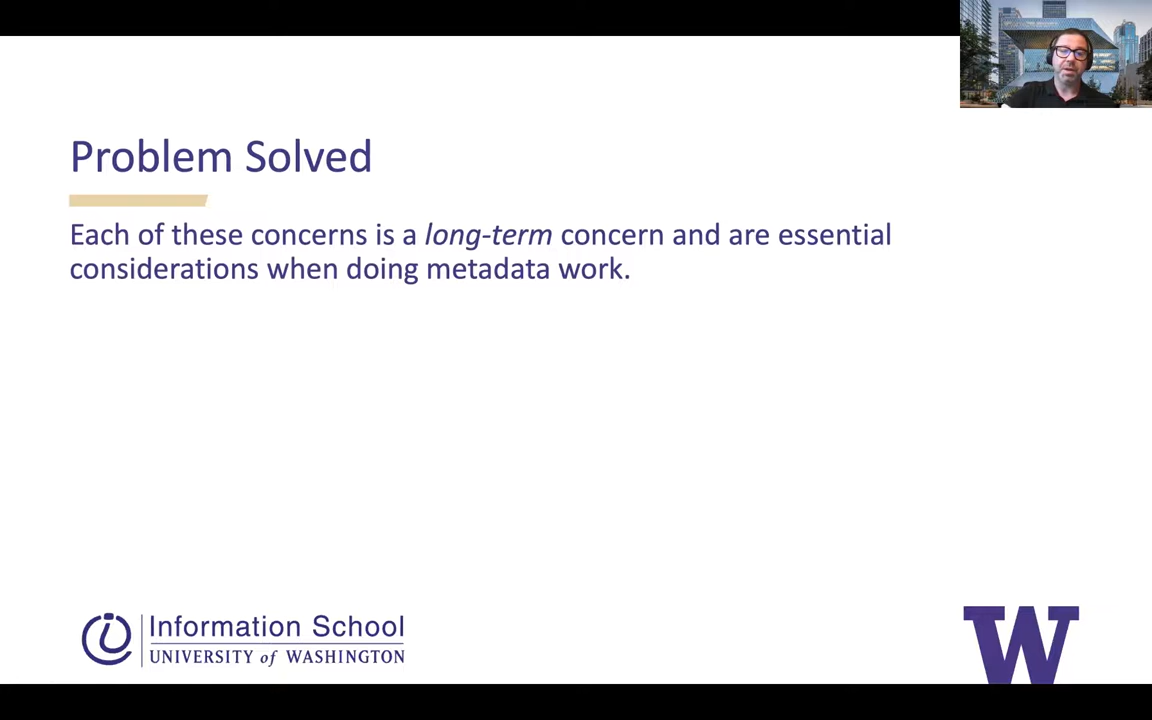 Problem Solved
Each of these concerns is a long-term concern and are essential
considerations when doing metadata work.
Information School
UNIVERSITY of WASHINGTON
W